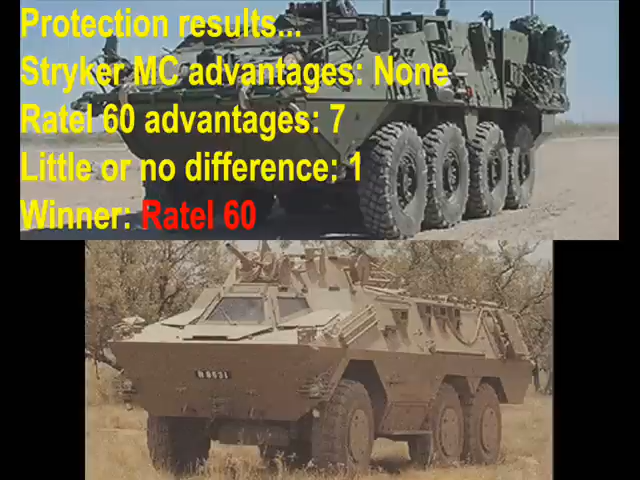 Protection results...
Stryker MC advantages: None
Ratel 60 advantages: 7
Little or no difference: 1
Winner: Ratel 60